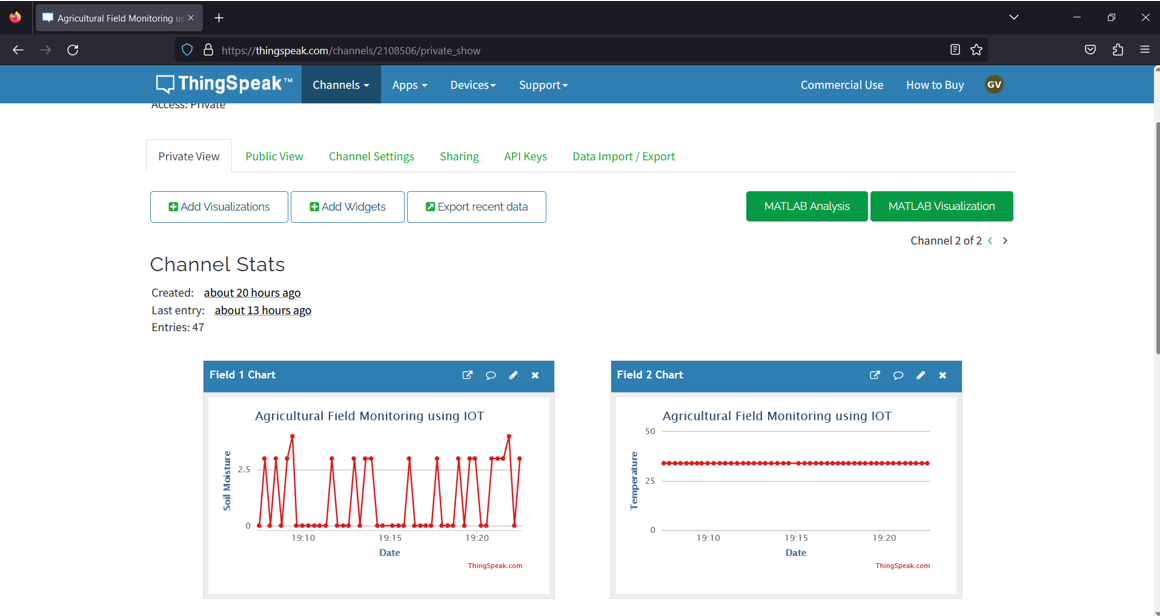 Agricultural Field Monitoring us
https://thingspeak.com/channels/2108506/private_show
ThingSpeak™ Channels Apps Devices Support Commercial Use How to Buy GV
Access: Private
Private View Public View Channel Settings Sharing API Keys Data Import / Export
Add Visualizations Add Widgets Export recent data MATLAB Analysis MATLAB Visualization
Channel 2 of 2
Channel Stats
Created: about 20 hours ago
Last entry: about 13 hours ago
Entries: 47
Field 1 Chart
Agricultural Field Monitoring using IOT
Soil Moisture
2.5
0
19:10 19:15 19:20
Date
ThingSpeak.com
Field 2 Chart
Agricultural Field Monitoring using IOT
Temperature
50
25
0
19:10 19:15 19:20
Date
ThingSpeak.com